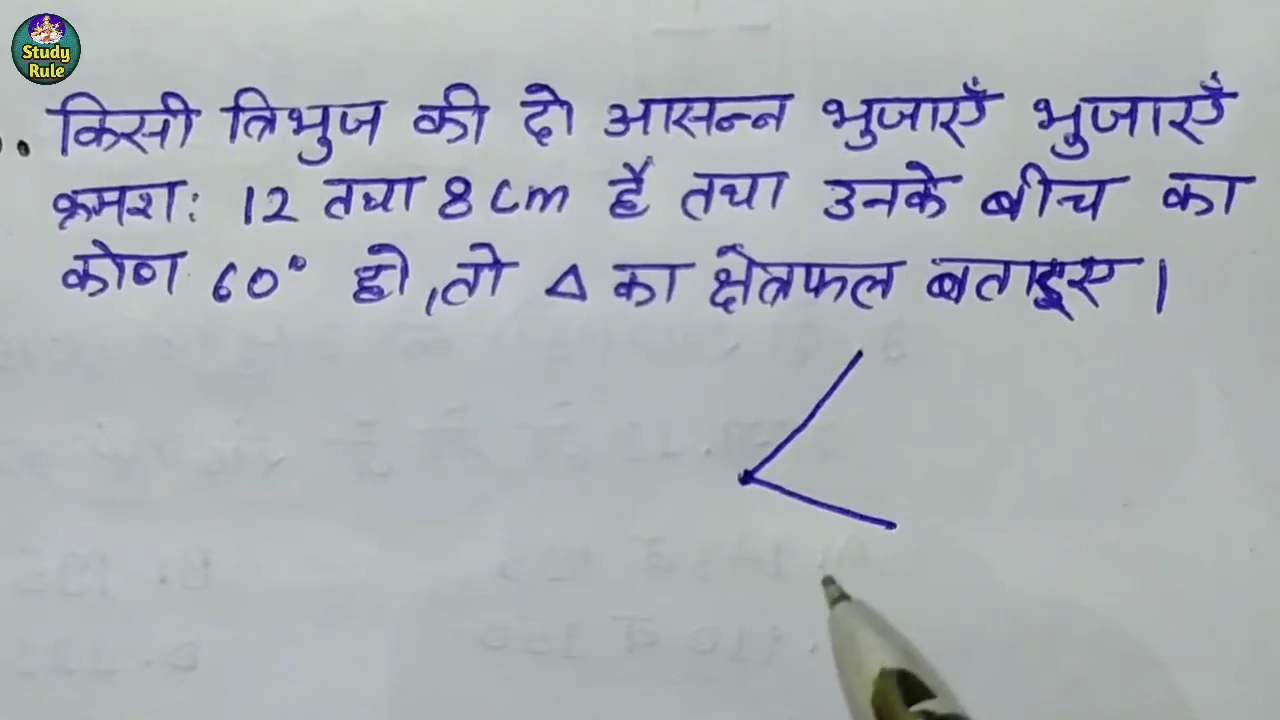 Study
Rule
किसी त्रिभुज की दो आसन्न भुजाएँ भुजाएँ
क्रमश: 12 तथा 8 cm है तथा उनके बीच का
कोण 60° हो, तो Δ का क्षेत्रफल बताइए।